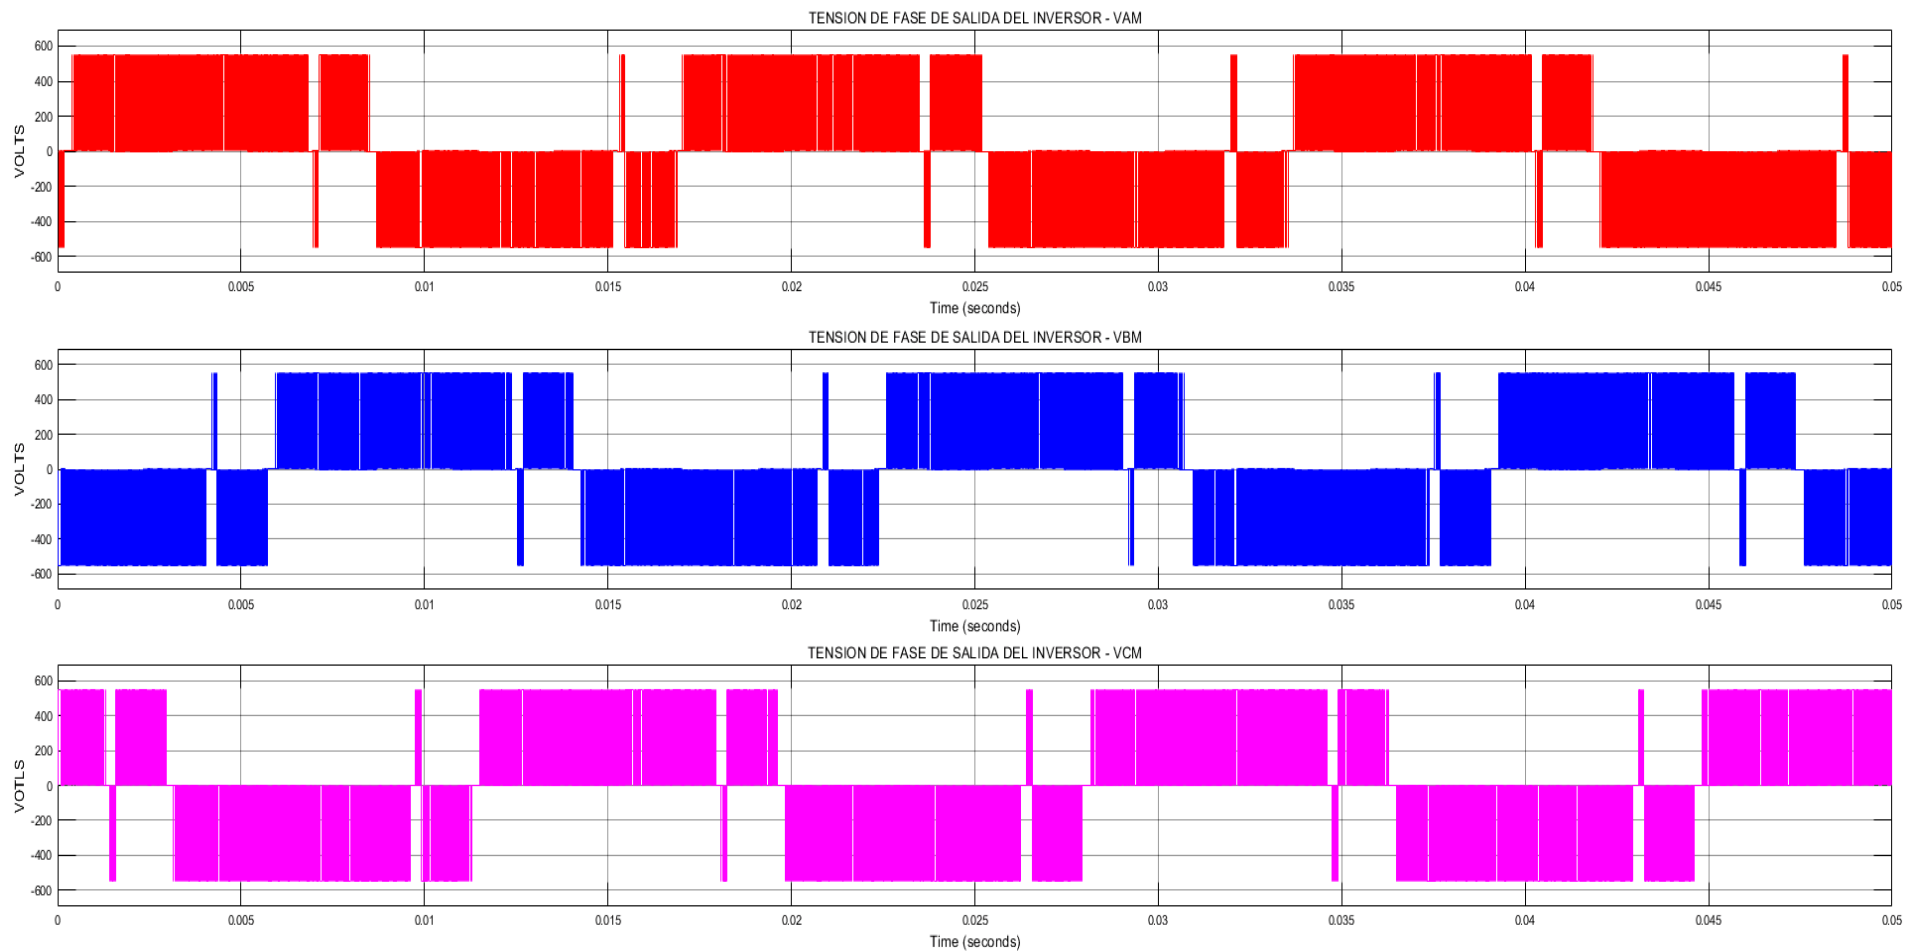 TENSION DE FASE DE SALIDA DEL INVERSOR - VAM
600
400
200
0
-200
-400
-600
VOLTS
0 0.005 0.01 0.015 0.02 0.025 0.03 0.035 0.04 0.045 0.05
Time (seconds)
TENSION DE FASE DE SALIDA DEL INVERSOR - VBM
600
400
200
0
-200
-400
-600
VOLTS
0 0.005 0.01 0.015 0.02 0.025 0.03 0.035 0.04 0.045 0.05
Time (seconds)
TENSION DE FASE DE SALIDA DEL INVERSOR - VCM
600
400
200
0
-200
-400
-600
VOTLS
0 0.005 0.01 0.015 0.02 0.025 0.03 0.035 0.04 0.045 0.05
Time (seconds)